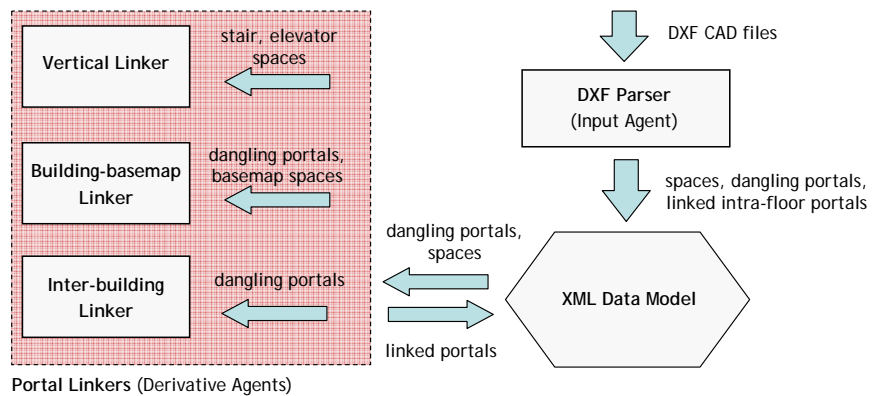 stair, elevator
spaces
Vertical Linker
DXF CAD files
DXF Parser
(Input Agent)
dangling portals,
basemap spaces
Building-basemap
Linker
spaces, dangling portals,
linked intra-floor portals
dangling portals,
spaces
dangling portals
Inter-building
Linker
XML Data Model
linked portals
Portal Linkers (Derivative Agents)